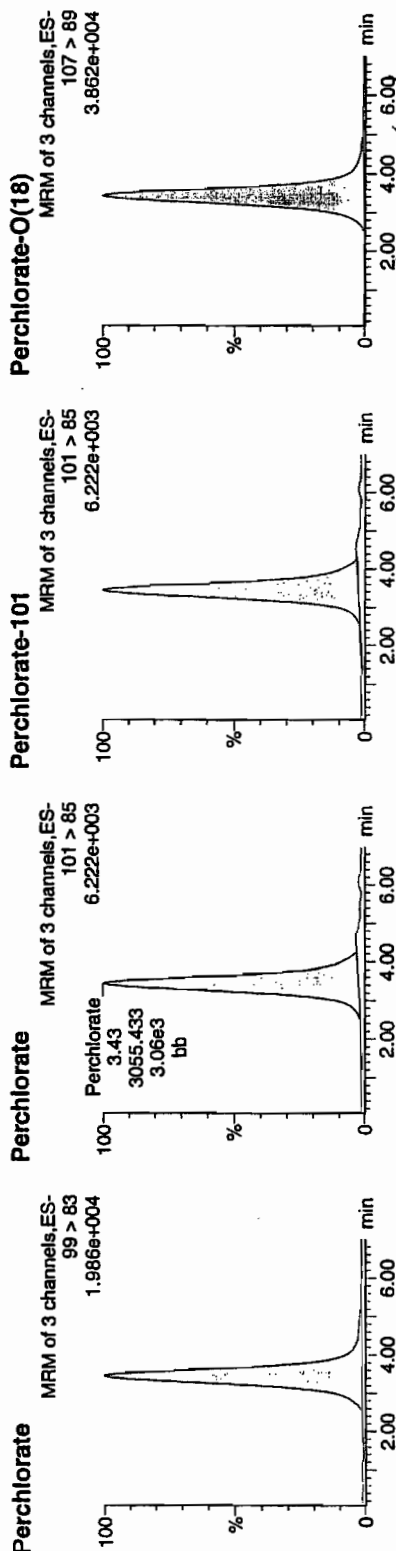 Perchlorate
MRM of 3 channels,ES-
99 > 83
1.986e+004
100
%
0
2.00
4.00
6.00
min
Perchlorate
MRM of 3 channels,ES-
101 > 85
6.222e+003
Perchlorate
3.43
3055.433
3.06e3
bb
100
%
0
2.00
4.00
6.00
min
Perchlorate-101
MRM of 3 channels,ES-
101 > 85
6.222e+003
100
%
0
2.00
4.00
6.00
min
Perchlorate-O(18)
MRM of 3 channels,ES-
107 > 89
3.862e+004
100
%
0
2.00
4.00
6.00
min